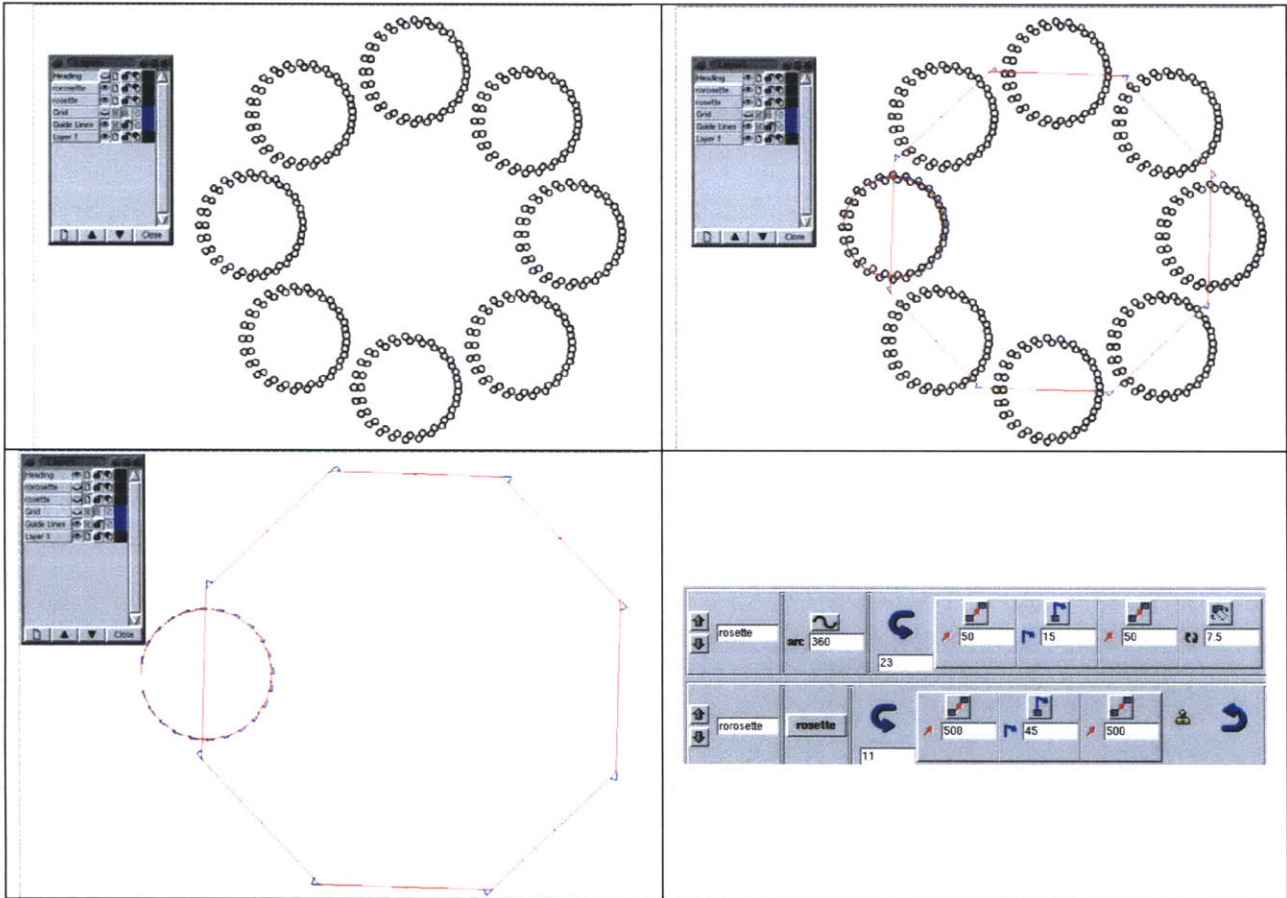 Heading
rorosette
rosette
Grid
Guide Lines
Layer 1
Close
Heading
rorosette
rosette
Grid
Guide Lines
Layer 1
Close
Heading
rorosette
rosette
Grid
Guide Lines
Layer 1
Close
rosette
arc 360
23
50
15
50
7.5
rorosette
rosette
11
500
45
500